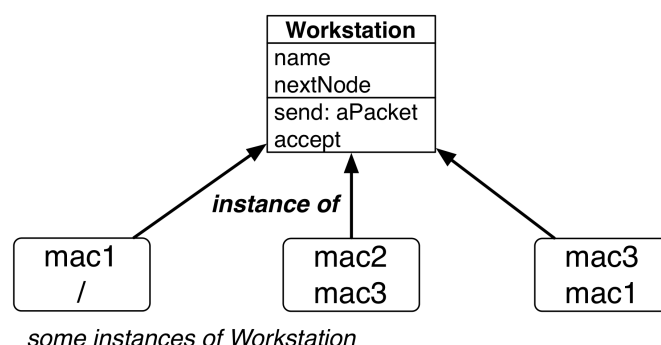 Workstation
name
nextNode
send: aPacket
accept
instance of
mac1
/
mac2
mac3
mac3
mac1
some instances of Workstation